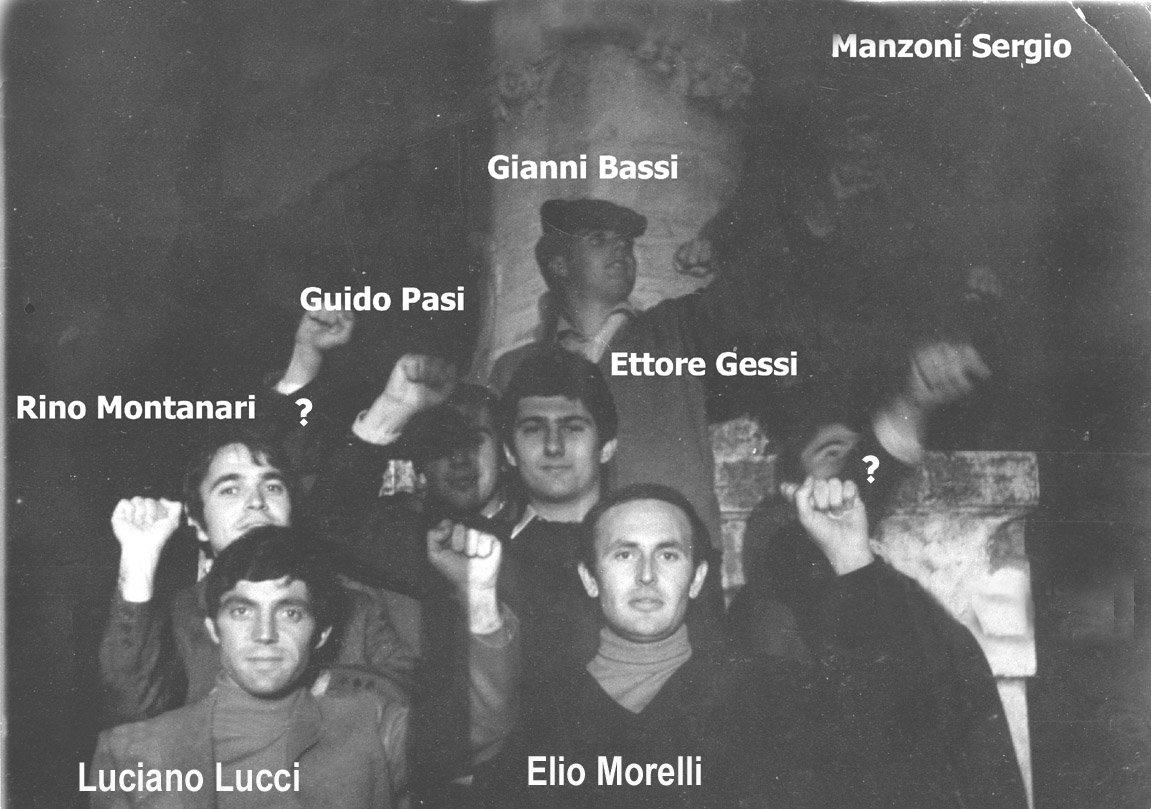 Manzoni Sergio
Gianni Bassi
Guido Pasi
Ettore Gessi
Rino Montanari
?
?
Luciano Lucci
Elio Morelli